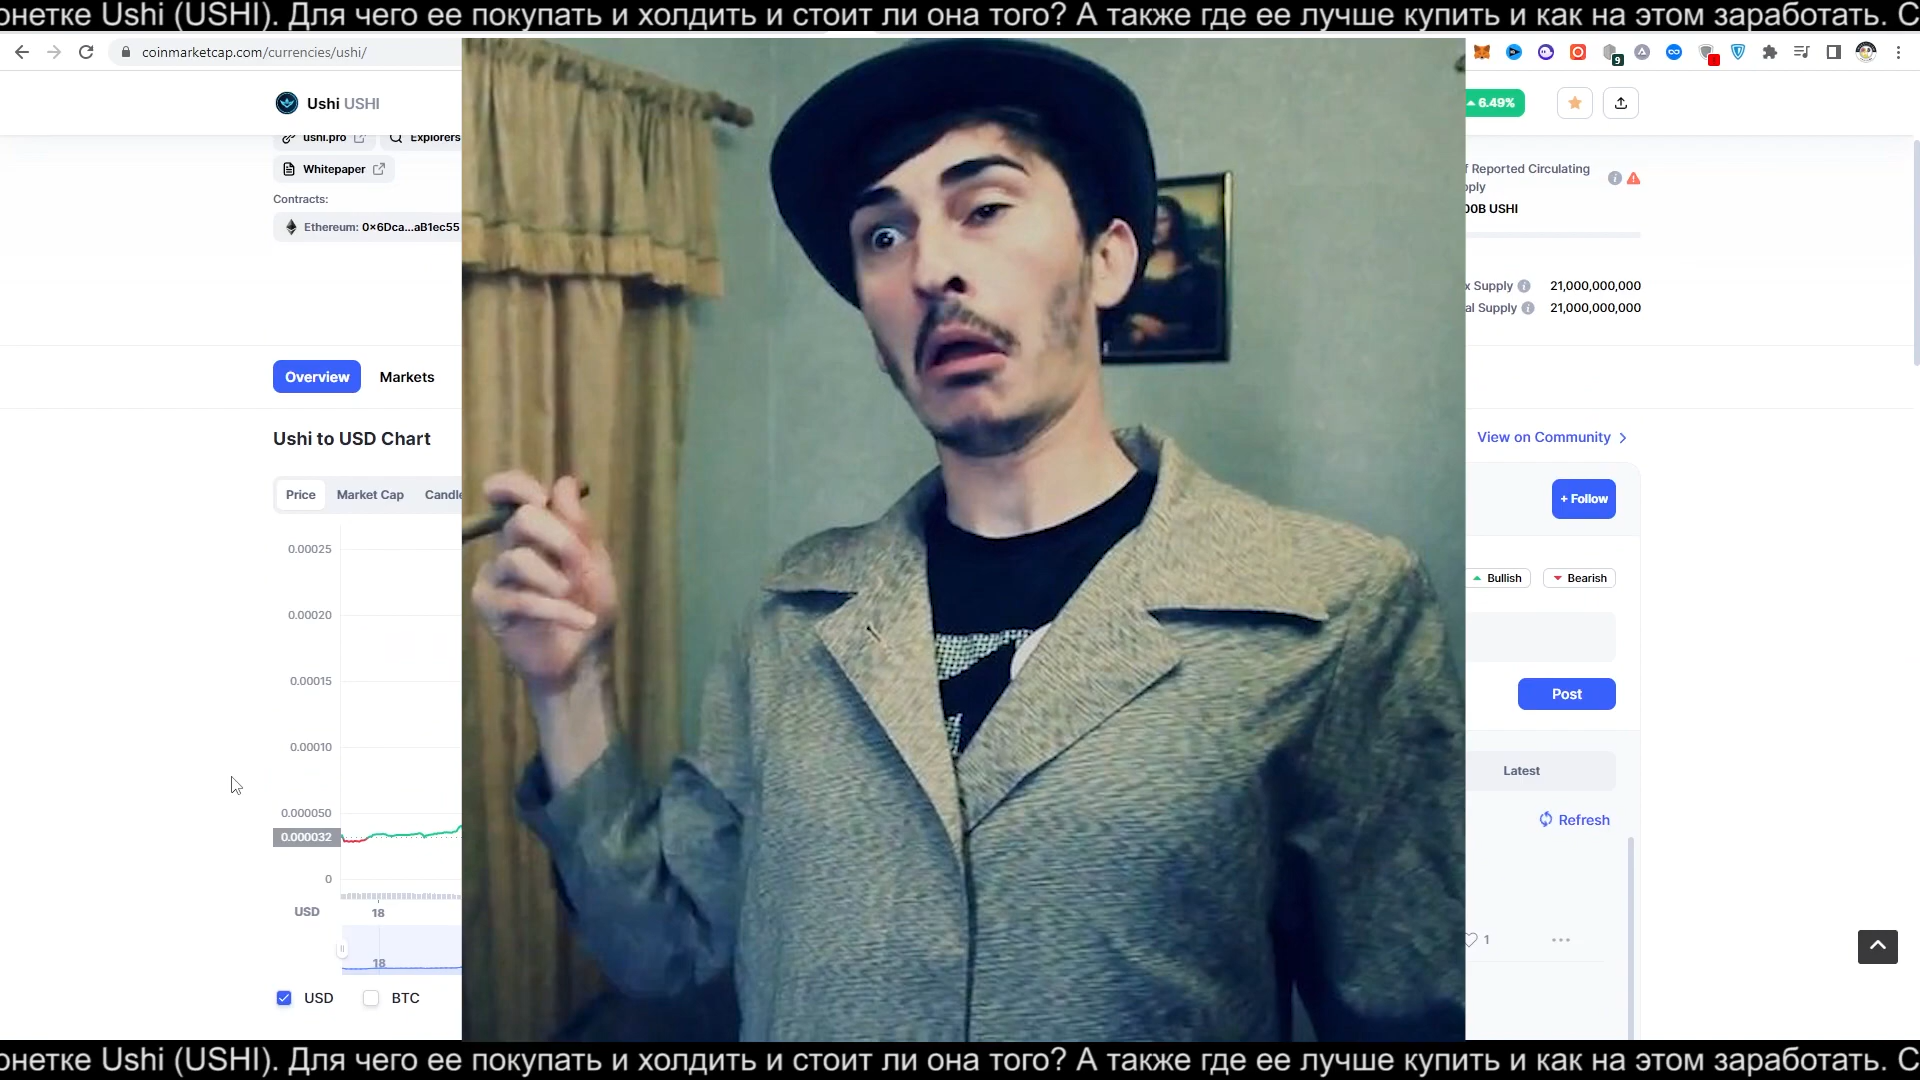 онетке Ushi (USHI). Для чего ее покупать и холдить и стоит ли она того? А также где ее лучше купить и как на этом заработать. С
coinmarketcap.com/currencies/ushi/
9
Ushi USHI
6.49%
ushi.pro
Explorers
Whitepaper
Reported Circulating
Contracts:
00B USHI
Ethereum: 0x6Dca...aB1ec55
Supply 21,000,000,000
Supply 21,000,000,000
Overview
Markets
Ushi to USD Chart
View on Community
Price
Market Cap
Candle
+ Follow
0.00025
Bullish
Bearish
0.00020
0.00015
Post
0.00010
Latest
0.000050
Refresh
0.000032
0
USD
18
1
18
USD
BTC
онетке Ushi (USHI). Для чего ее покупать и холдить и стоит ли она того? А также где ее лучше купить и как на этом заработать. С